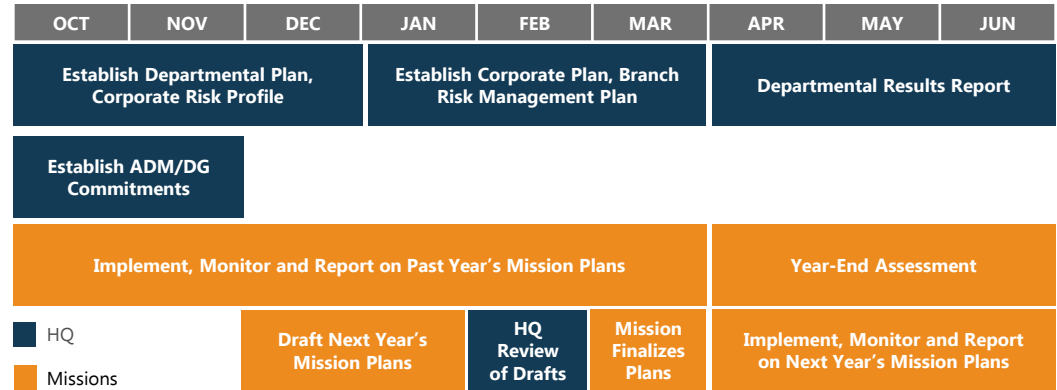 OCT NOV DEC JAN FEB MAR APR MAY JUN
Establish Departmental Plan,
Corporate Risk Profile
Establish Corporate Plan, Branch
Risk Management Plan
Departmental Results Report
Establish ADM/DG
Commitments
Implement, Monitor and Report on Past Year’s Mission Plans
Year-End Assessment
HQ
Missions
Draft Next Year’s
Mission Plans
HQ
Review
of Drafts
Mission
Finalizes
Plans
Implement, Monitor and Report
on Next Year’s Mission Plans